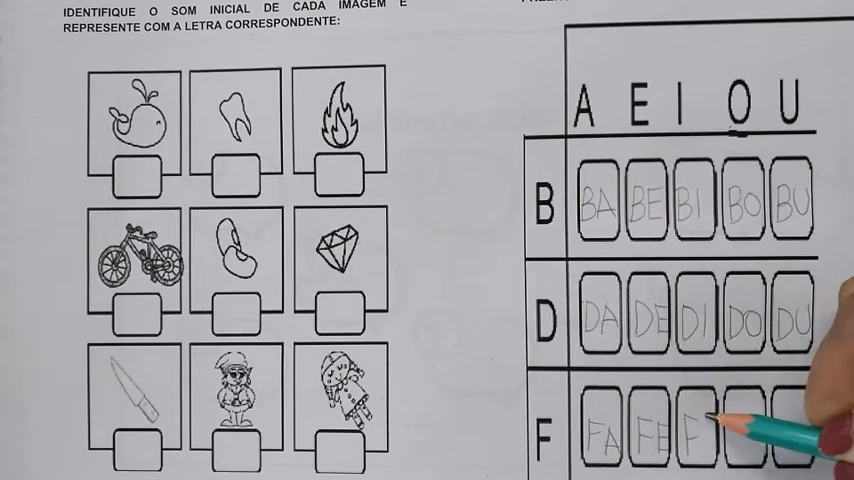 IDENTIFIQUE O SOM INICIAL DE CADA IMAGEM E
REPRESENTE COM A LETRA CORRESPONDENTE:
A E I O U
B BA BE BI BO BU
D DA DE DI DO DU
F FA FE F